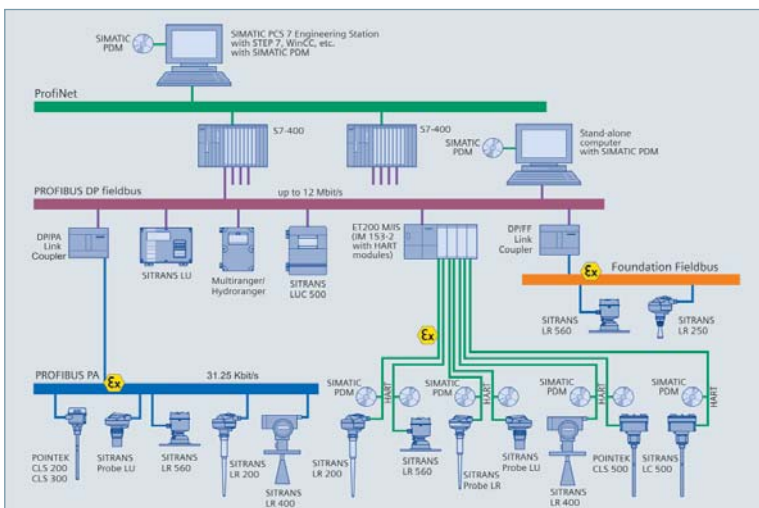 SIMATIC
PDM
SIMATIC PCS 7 Engineering Station
with STEP 7, WinCC, etc.
with SIMATIC PDM
ProfiNet
S7-400
S7-400
SIMATIC
PDM
Stand-alone
computer
with SIMATIC PDM
PROFIBUS DP fieldbus
up to 12 Mbit/s
DP/PA
Link
Coupler
SITRANS LU
Multiranger/
Hydroranger
SITRANS
LUC 500
ET200 M/IS
(IM 153-2
with HART
modules)
DP/FF
Link
Coupler
Ex
Foundation Fieldbus
SITRANS
LR 560
SITRANS
LR 250
Ex
PROFIBUS PA
Ex
31.25 Kbit/s
SIMATIC
PDM
HART
SIMATIC
PDM
HART
SIMATIC
PDM
HART
SIMATIC
PDM
HART
POINTEK
CLS 200
CLS 300
SITRANS
Probe LU
SITRANS
LR 560
SITRANS
LR 200
SITRANS
LR 400
SITRANS
LR 200
SITRANS
LR 560
SITRANS
Probe LR
SITRANS
Probe LU
SITRANS
LR 400
POINTEK
CLS 500
SITRANS
LC 500